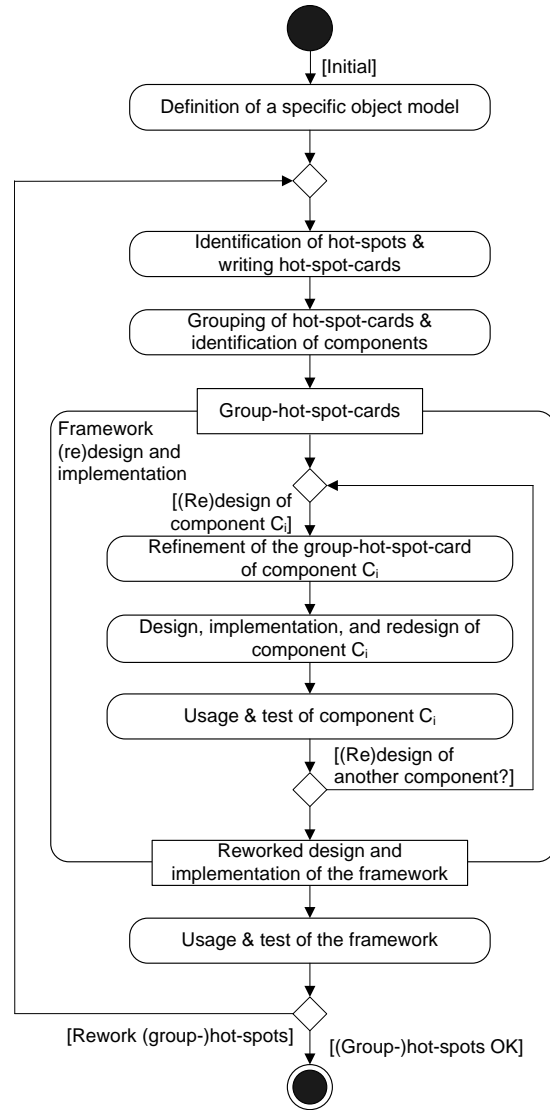 [Initial]
Definition of a specific object model
Identification of hot-spots &
writing hot-spot-cards
Grouping of hot-spot-cards &
identification of components
Group-hot-spot-cards
Framework
(re)design and
implementation
[(Re)design of
component Cᵢ]
Refinement of the group-hot-spot-card
of component Cᵢ
Design, implementation, and redesign of
component Cᵢ
Usage & test of component Cᵢ
[(Re)design of
another component?]
Reworked design and
implementation of the framework
Usage & test of the framework
[Rework (group-)hot-spots]
[(Group-)hot-spots OK]